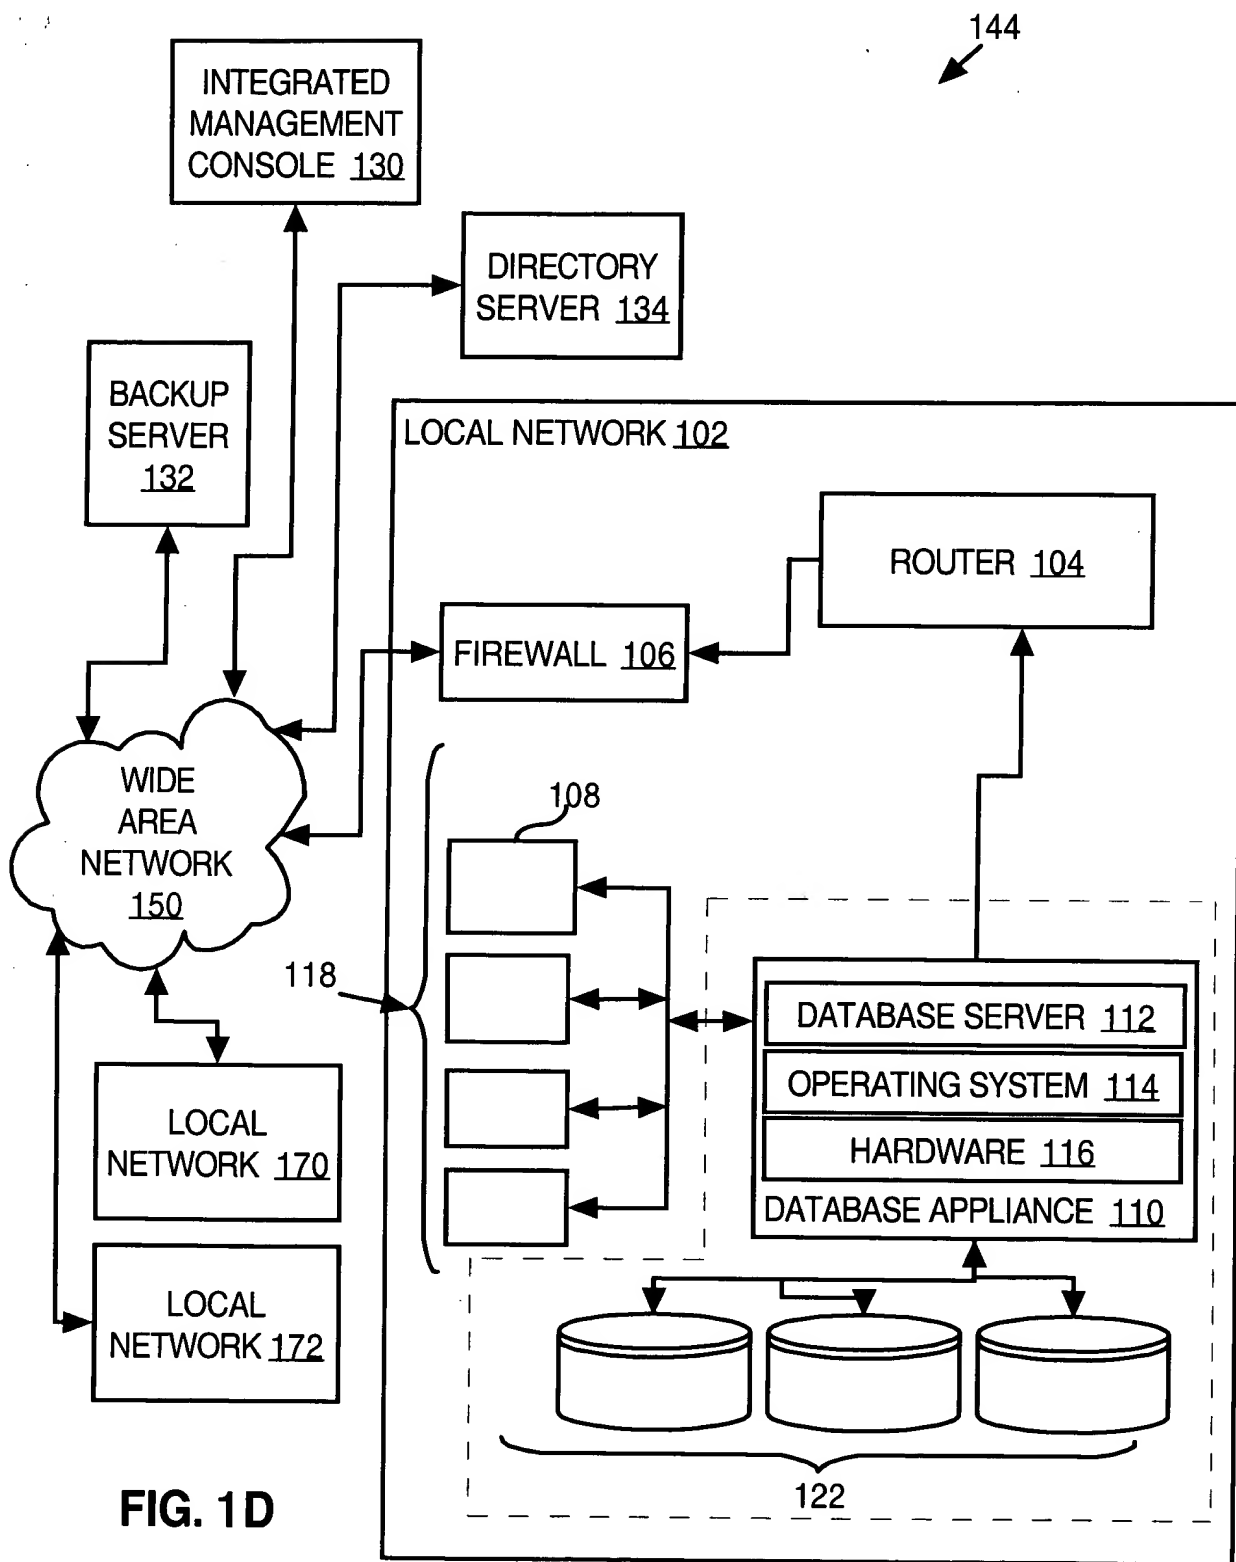 144
INTEGRATED
MANAGEMENT
CONSOLE 130
DIRECTORY
SERVER 134
BACKUP
SERVER
132
LOCAL NETWORK 102
ROUTER 104
FIREWALL 106
WIDE
AREA
NETWORK
150
108
118
DATABASE SERVER 112
OPERATING SYSTEM 114
HARDWARE 116
DATABASE APPLIANCE 110
LOCAL
NETWORK 170
LOCAL
NETWORK 172
122
FIG. 1D